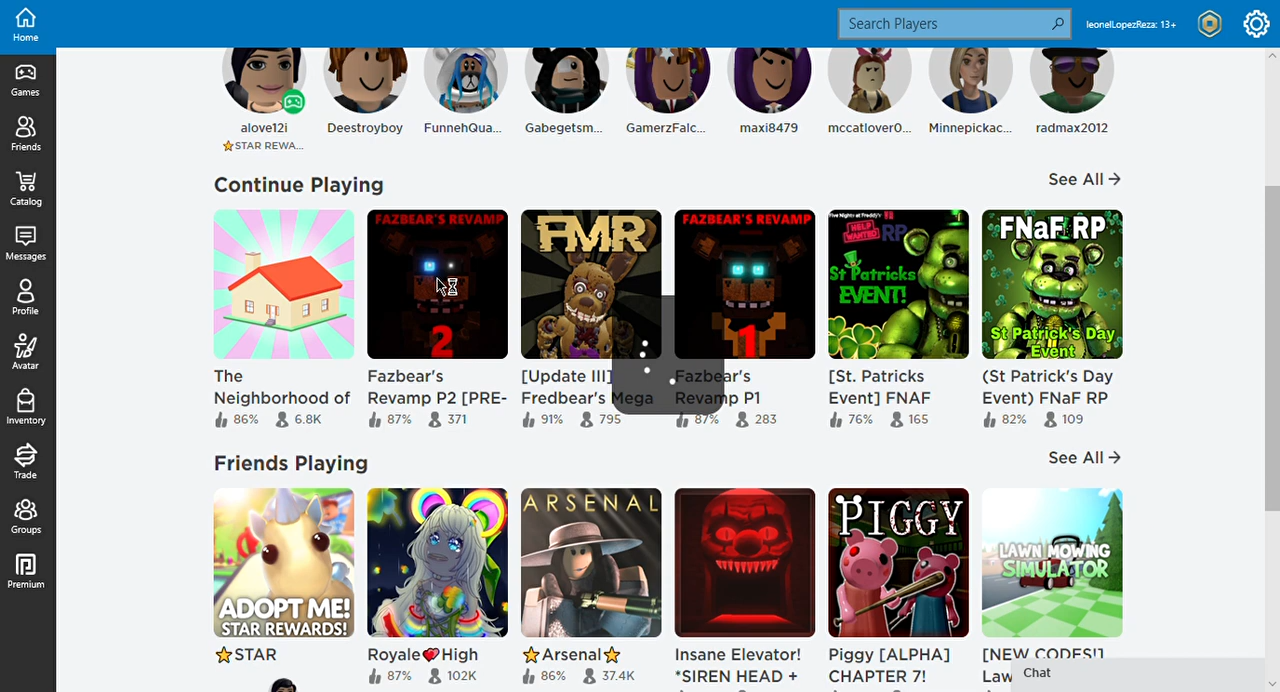 Home
Search Players
leonelLopezReza: 13+
Games
Friends
Catalog
Messages
Profile
Avatar
Inventory
Trade
Groups
Premium
alove12i
⭐STAR REWA...
Deestroyboy
FunnehQua...
Gabegetsm...
GamerzFalc...
maxi8479
mccatlover0...
Minnepickac...
radmax2012
Continue Playing
See All →
FAZBEAR'S REVAMP
2
FMR
FAZBEAR'S REVAMP
1
Five Nights at Freddy's
HELP WANTED RP
St Patricks
EVENT!
FNaF RP
St Patrick's Day
Event
The
Neighborhood of
86% 6.8K
Fazbear's
Revamp P2 [PRE-
87% 371
[Update III]
Fredbear's Mega
91% 795
Fazbear's
Revamp P1
87% 283
[St. Patricks
Event] FNAF
76% 165
(St Patrick's Day
Event) FNaF RP
82% 109
Friends Playing
See All →
ADOPT ME!
STAR REWARDS!
ARSENAL
PIGGY
LAWN MOWING
SIMULATOR
⭐STAR
Royale💕High
87% 102K
⭐Arsenal⭐
86% 37.4K
Insane Elevator!
*SIREN HEAD +
Piggy [ALPHA]
CHAPTER 7!
[NEW CODES!]
Chat